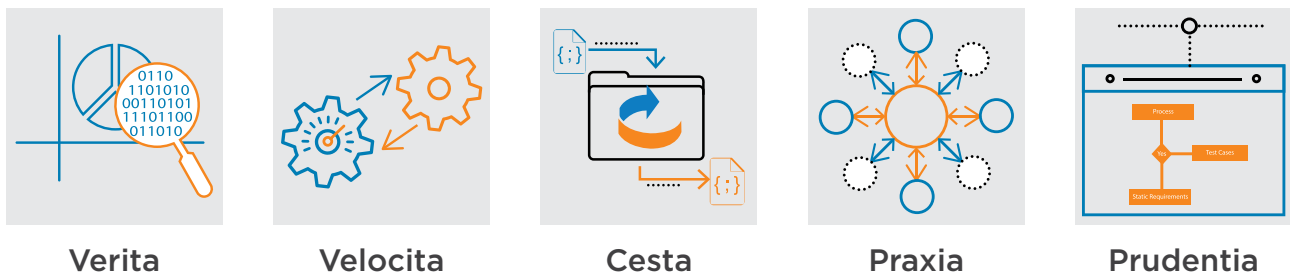 0110
1101010
00110101
11101100
011010
{;}
{;}
Process
Yes
Test Cases
Static Requirements
Verita
Velocita
Cesta
Praxia
Prudentia